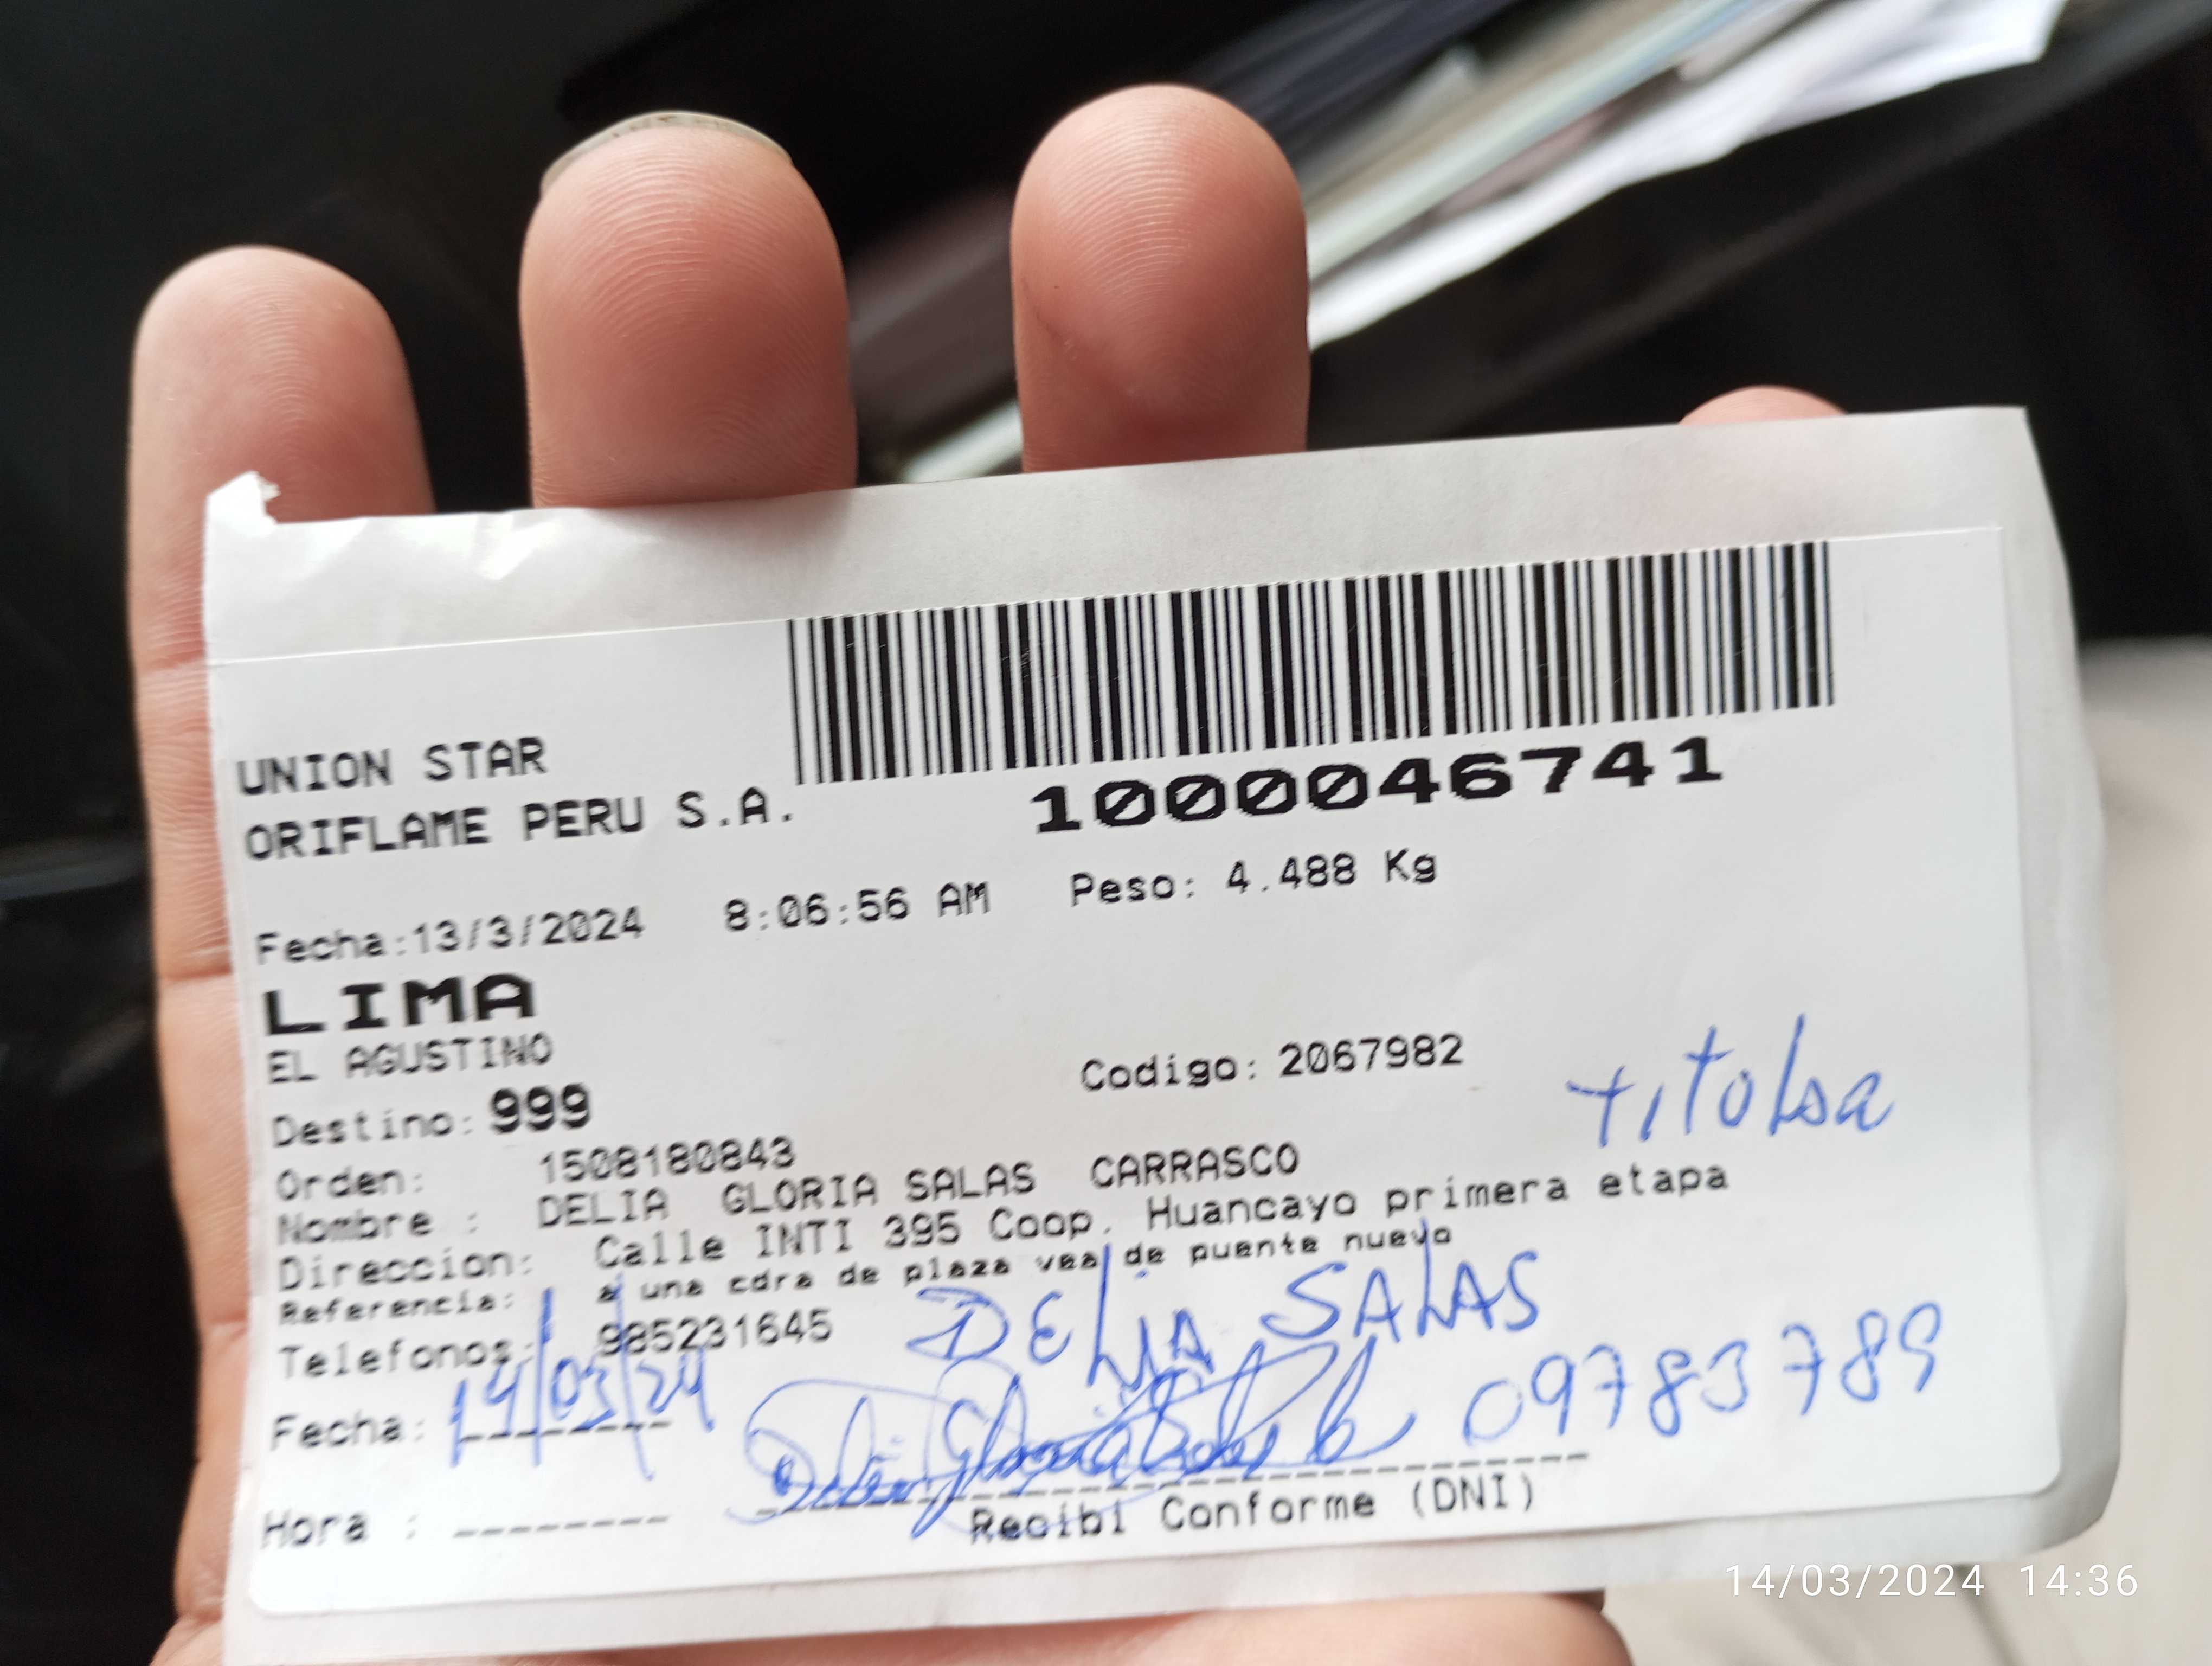 UNION STAR
ORIFLAME PERU S.A.
1000046741
Fecha:13/3/2024 8:06:56 AM Peso: 4.488 Kg
LIMA
EL AGUSTINO
Destino: 999 Codigo: 2067982
Orden: 1508180843
Nombre : DELIA GLORIA SALAS CARRASCO
Direccion: Calle INTI 395 Coop. Huancayo primera etapa
Referencia: a una cdra de plaza vea de puente nuevo
Telefonos: 985231645
DELIA SALAS
Fecha: 14/03/24
09783789
Hora :
Recibi Conforme (DNI)
14/03/2024 14:36